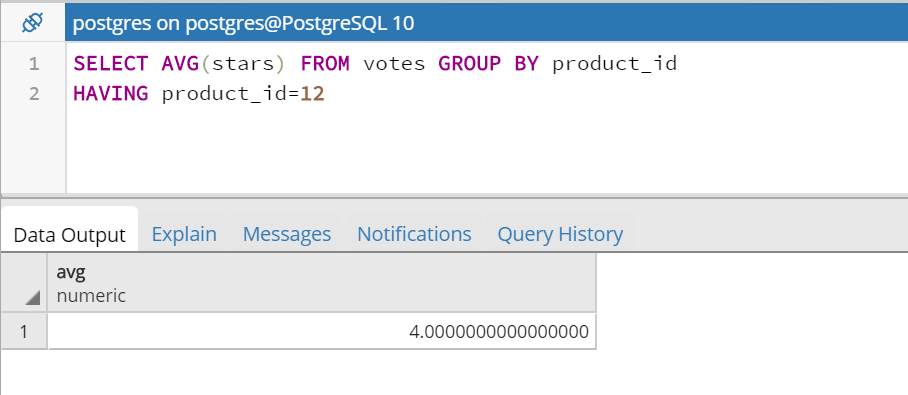 postgres on postgres@PostgreSQL 10
1 SELECT AVG(stars) FROM votes GROUP BY product_id
2 HAVING product_id=12
Data Output Explain Messages Notifications Query History
avg
numeric
1 4.0000000000000000